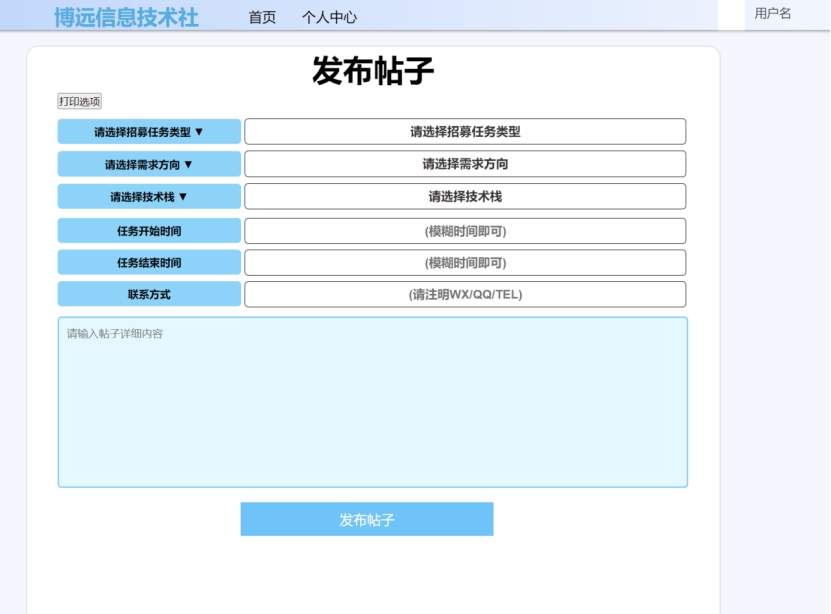 博远信息技术社 首页 个人中心 用户名
发布帖子
打印选项
请选择招募任务类型 ▼ 请选择招募任务类型
请选择需求方向 ▼ 请选择需求方向
请选择技术栈 ▼ 请选择技术栈
任务开始时间 (模糊时间即可)
任务结束时间 (模糊时间即可)
联系方式 (请注明WX/QQ/TEL)
请输入帖子详细内容
发布帖子